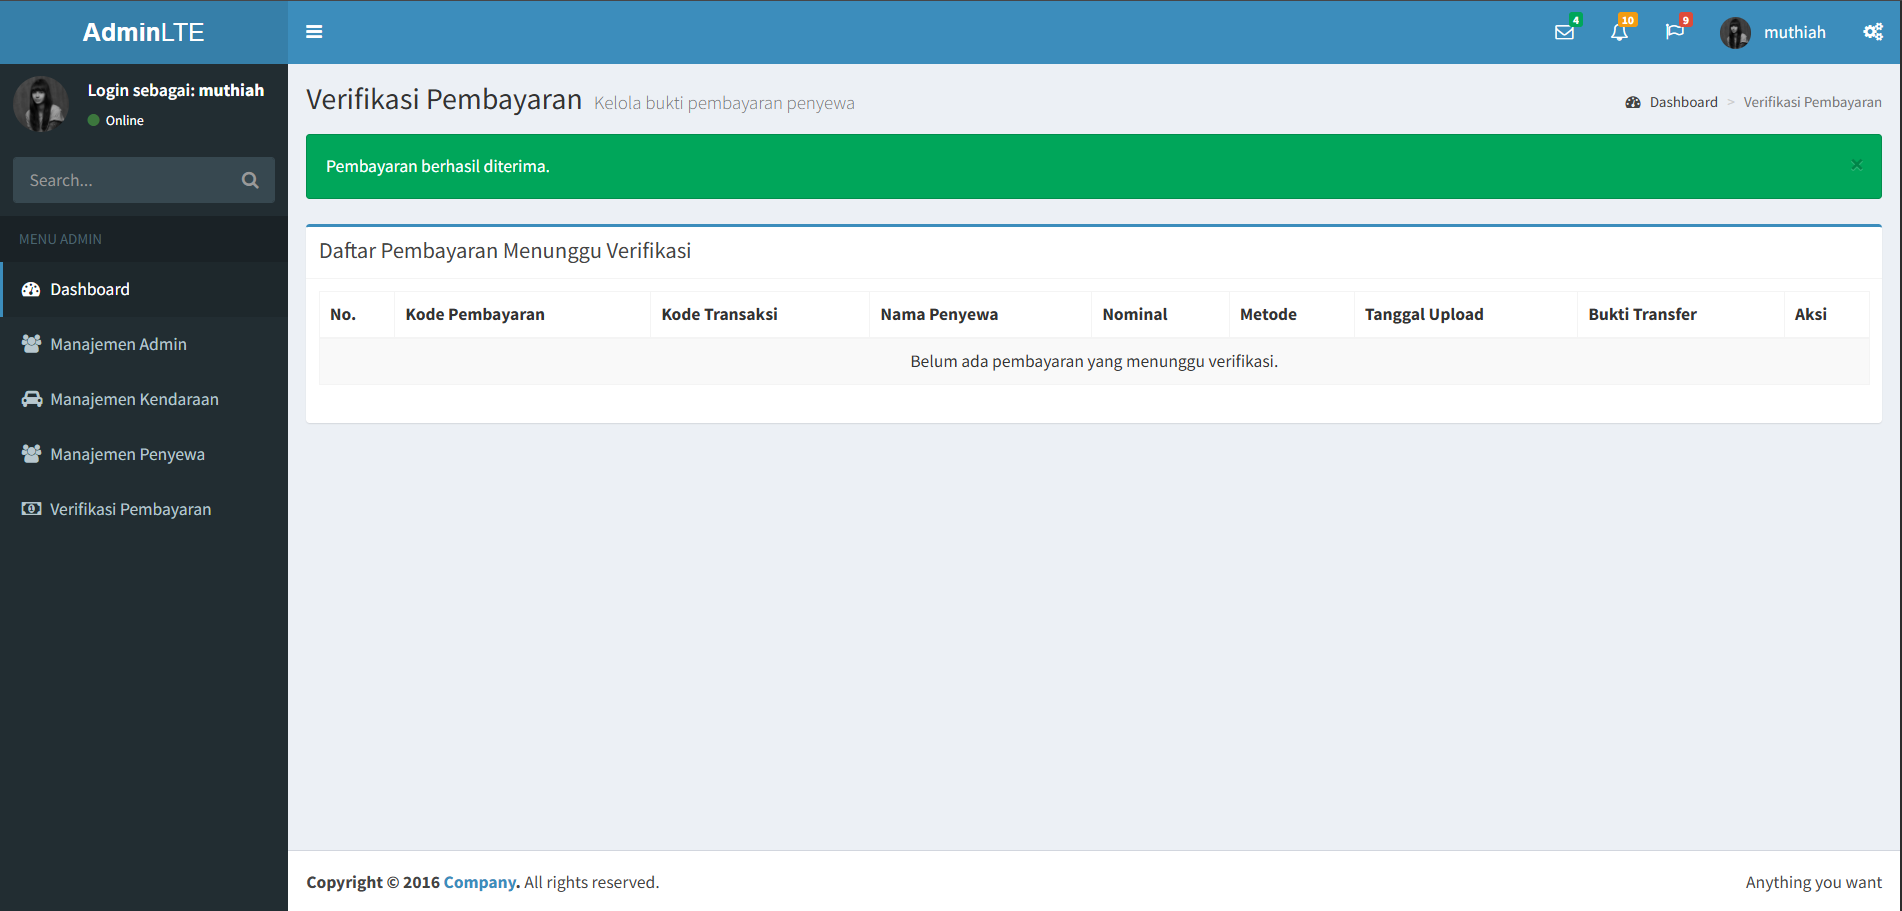 AdminLTE
4
10
9
muthiah
Login sebagai: muthiah
Online
Search...
MENU ADMIN
Dashboard
Manajemen Admin
Manajemen Kendaraan
Manajemen Penyewa
Verifikasi Pembayaran
Verifikasi Pembayaran Kelola bukti pembayaran penyewa
Dashboard > Verifikasi Pembayaran
Pembayaran berhasil diterima.
×
Daftar Pembayaran Menunggu Verifikasi
No. Kode Pembayaran Kode Transaksi Nama Penyewa Nominal Metode Tanggal Upload Bukti Transfer Aksi
Belum ada pembayaran yang menunggu verifikasi.
Copyright © 2016 Company. All rights reserved.
Anything you want